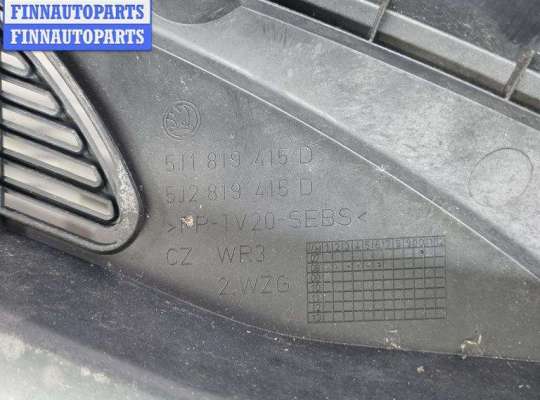 FINNAUTOPARTS
FINNAUTOPARTS
5J1 819 415 D
5J2 819 415 D
>PP-TV20-SEBS<
CZ WR3
2.WZG